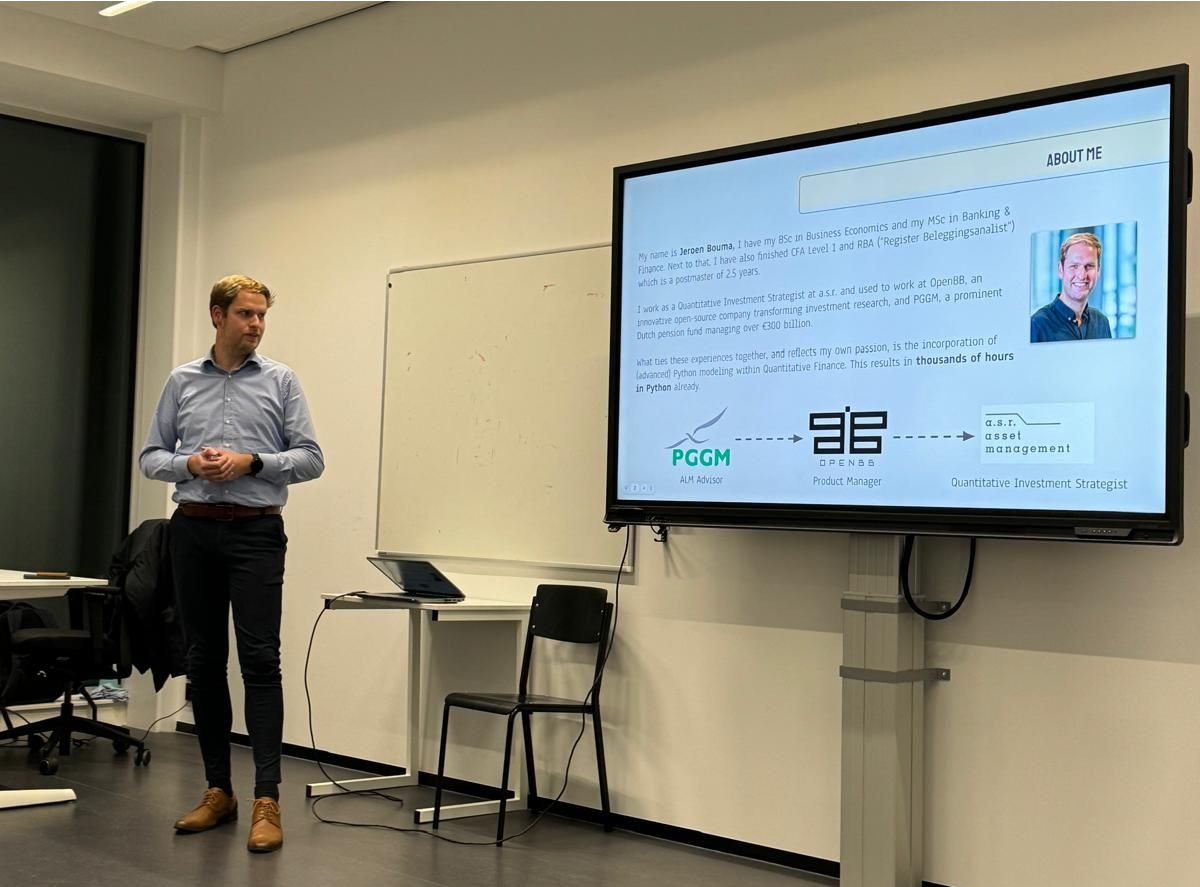 ABOUT ME
My name is Jeroen Bouma, I have my BSc in Business Economics and my MSc in Banking &
Finance. Next to that, I have also finished CFA Level 1 and RBA ("Register Beleggingsanalist")
which is a postmaster of 2.5 years.
I work as a Quantitative Investment Strategist at a.s.r. and used to work at OpenBB, an
innovative open-source company transforming investment research, and PGGM, a prominent
Dutch pension fund managing over €300 billion.
What ties these experiences together, and reflects my own passion, is the incorporation of
(advanced) Python modeling within Quantitative Finance. This results in thousands of hours
in Python already.
PGGM
ALM Advisor
OPENBB
Product Manager
a.s.r.
asset
management
Quantitative Investment Strategist